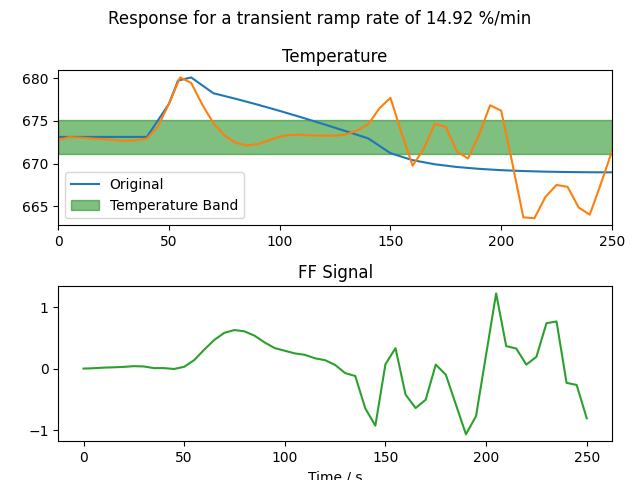 Response for a transient ramp rate of 14.92 %/min
Temperature
680
675
670
665
Original
Temperature Band
0 50 100 150 200 250
FF Signal
1
0
−1
0 50 100 150 200 250
Time / s